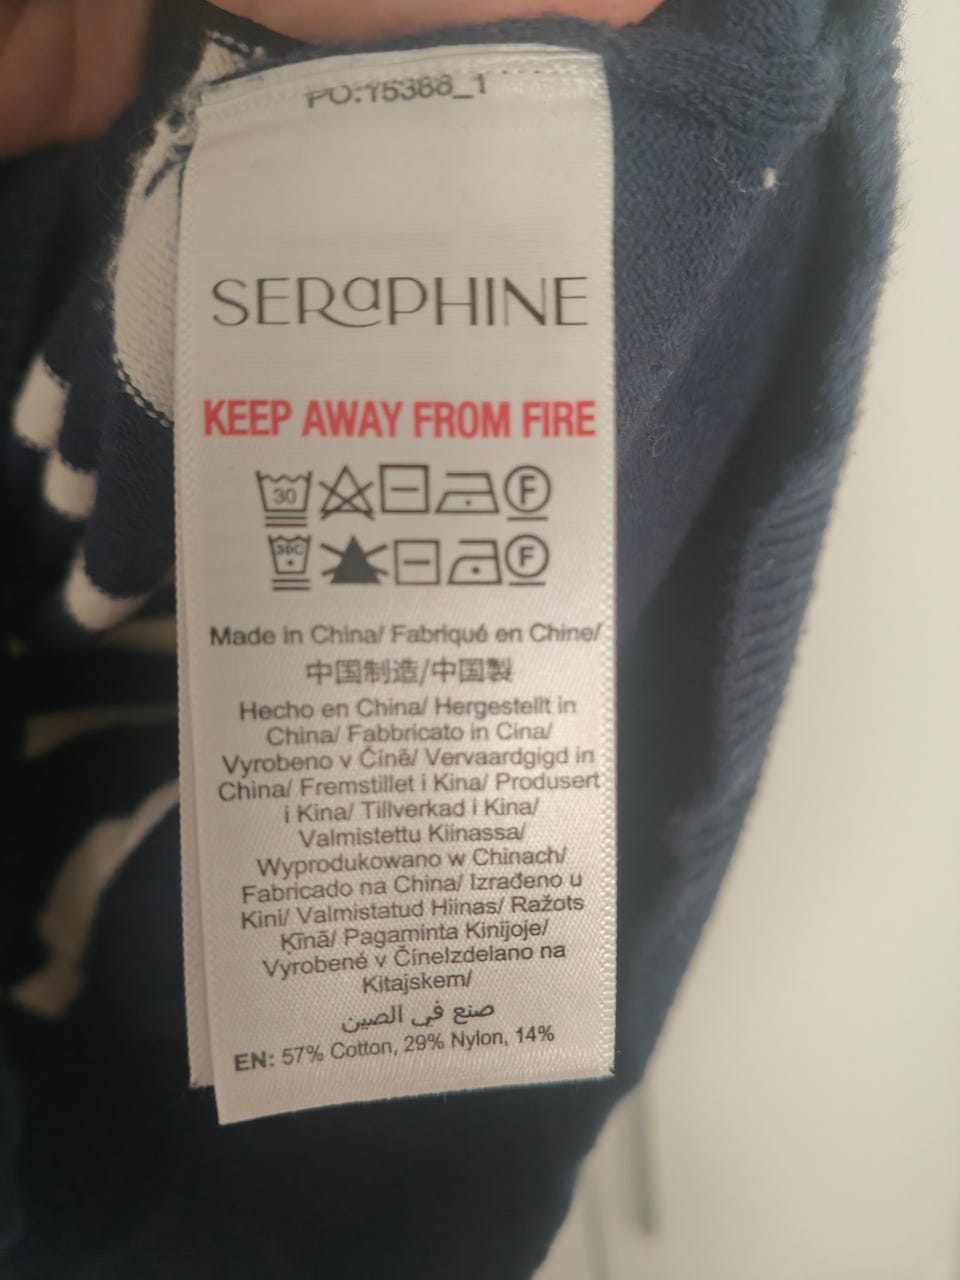 PO:15388_1
SERaPHINE
KEEP AWAY FROM FIRE
30 F
30C F
Made in China/ Fabriqué en Chine/
中国制造/中国製
Hecho en China/ Hergestellt in
China/ Fabbricato in Cina/
Vyrobeno v Číně/ Vervaardgigd in
China/ Fremstillet i Kina/ Produsert
i Kina/ Tillverkad i Kina/
Valmistettu Kiinassa/
Wyprodukowano w Chinach/
Fabricado na China/ Izrađeno u
Kini/ Valmistatud Hiinas/ Ražots
Ķīnā/ Pagaminta Kinijoje/
Vyrobené v ČíneIzdelano na
Kitajskem/
صنع في الصين
EN: 57% Cotton, 29% Nylon, 14%